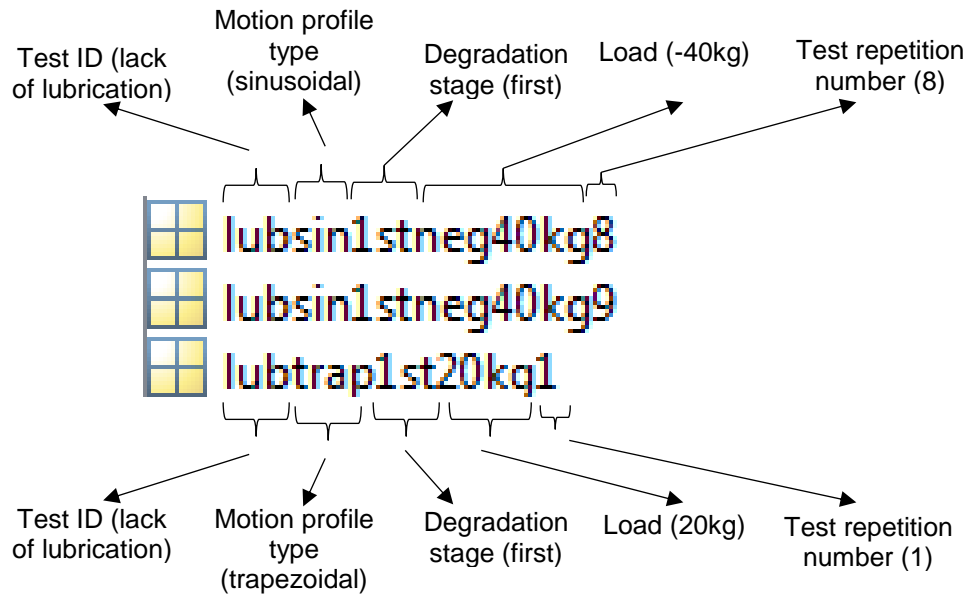 Test ID (lack
of lubrication)
Motion profile
type
(sinusoidal)
Degradation
stage (first)
Load (-40kg)
Test repetition
number (8)
lubsin1stneg40kg8
lubsin1stneg40kg9
lubtrap1st20kg1
Test ID (lack
of lubrication)
Motion profile
type
(trapezoidal)
Degradation
stage (first)
Load (20kg)
Test repetition
number (1)